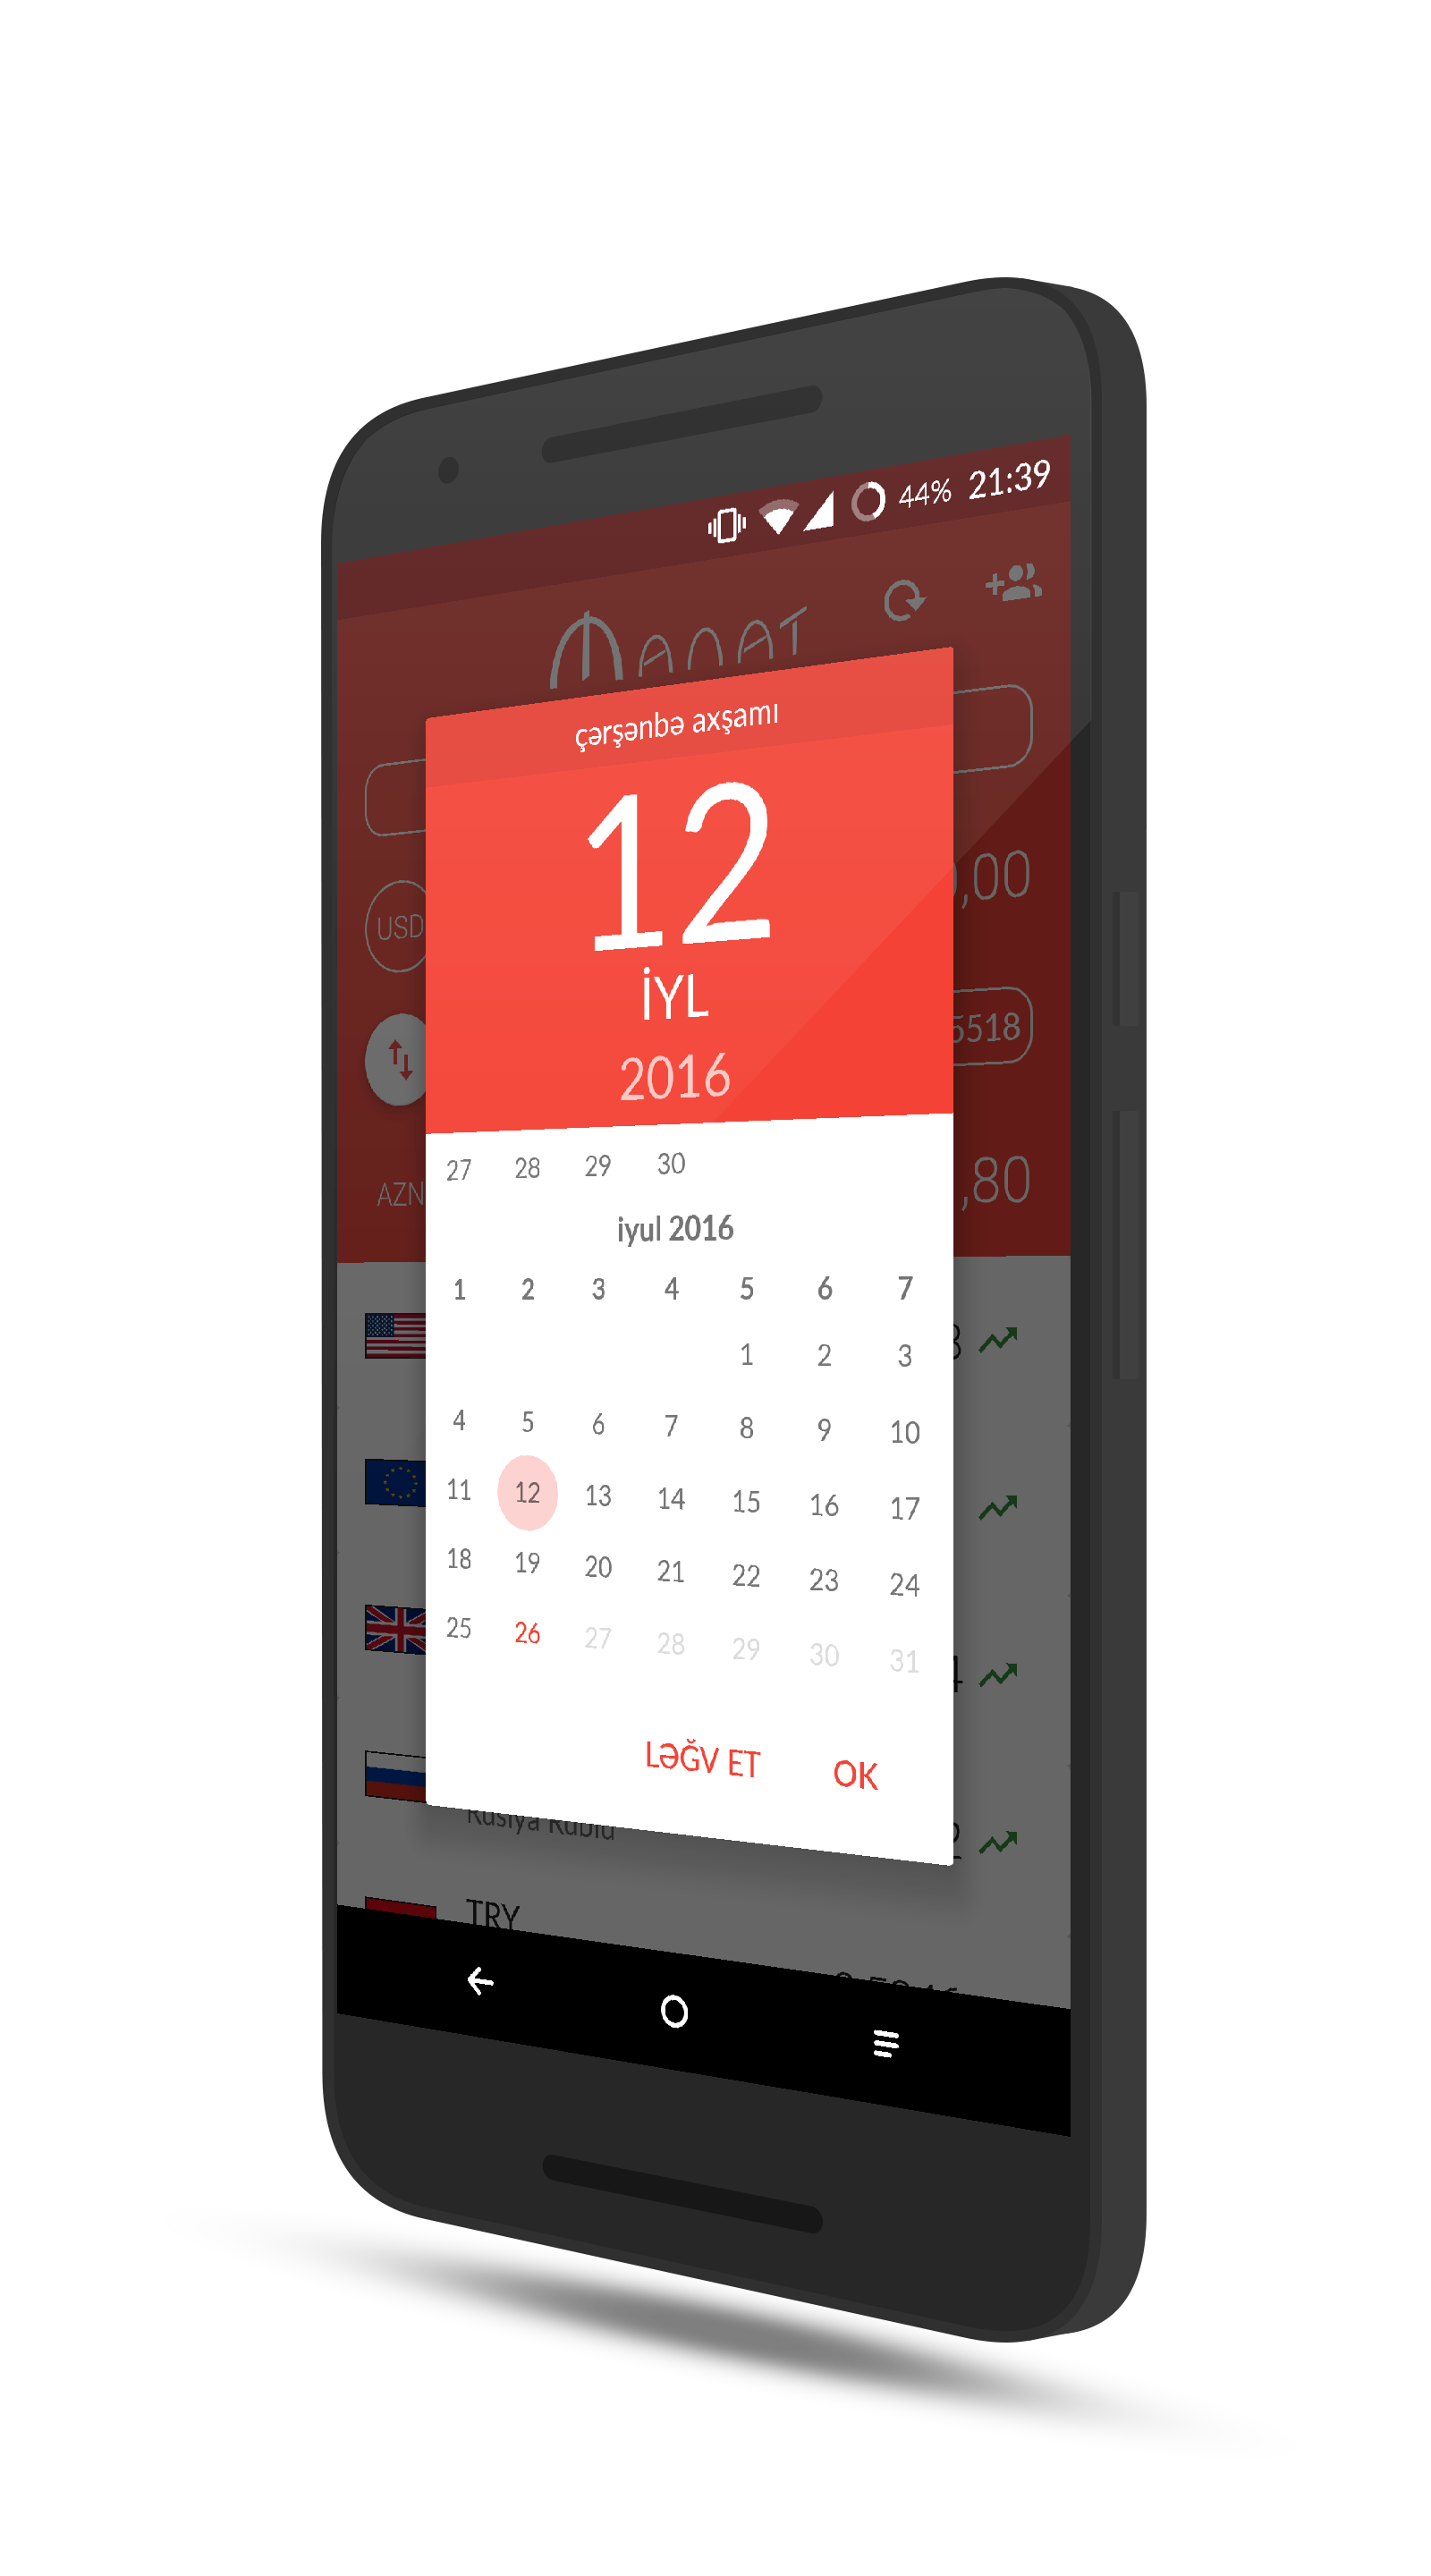 44% 21:39
MANAT
çərşənbə axşamı
12
İYL
2016
,00
USD
5518
AZN
,80
27 28 29 30
iyul 2016
1 2 3 4 5 6 7
1 2 3
4 5 6 7 8 9 10
11 12 13 14 15 16 17
18 19 20 21 22 23 24
25 26 27 28 29 30 31
LƏĞV ET OK
Rusiya Rublu
TRY